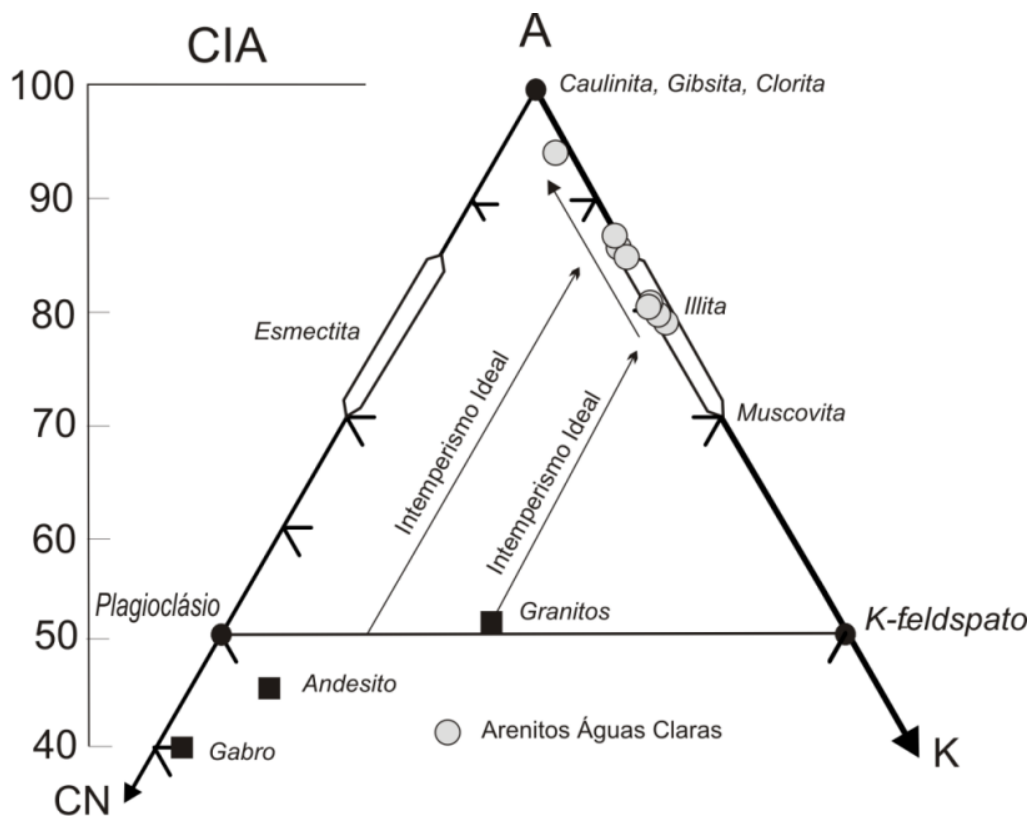 CIA
A
100
Caulinita, Gibsita, Clorita
90
80
Esmectita
Illita
Intemperismo Ideal
Intemperismo Ideal
70
Muscovita
60
Plagioclásio
Granitos
K-feldspato
50
Andesito
Arenitos Águas Claras
40
Gabro
K
CN